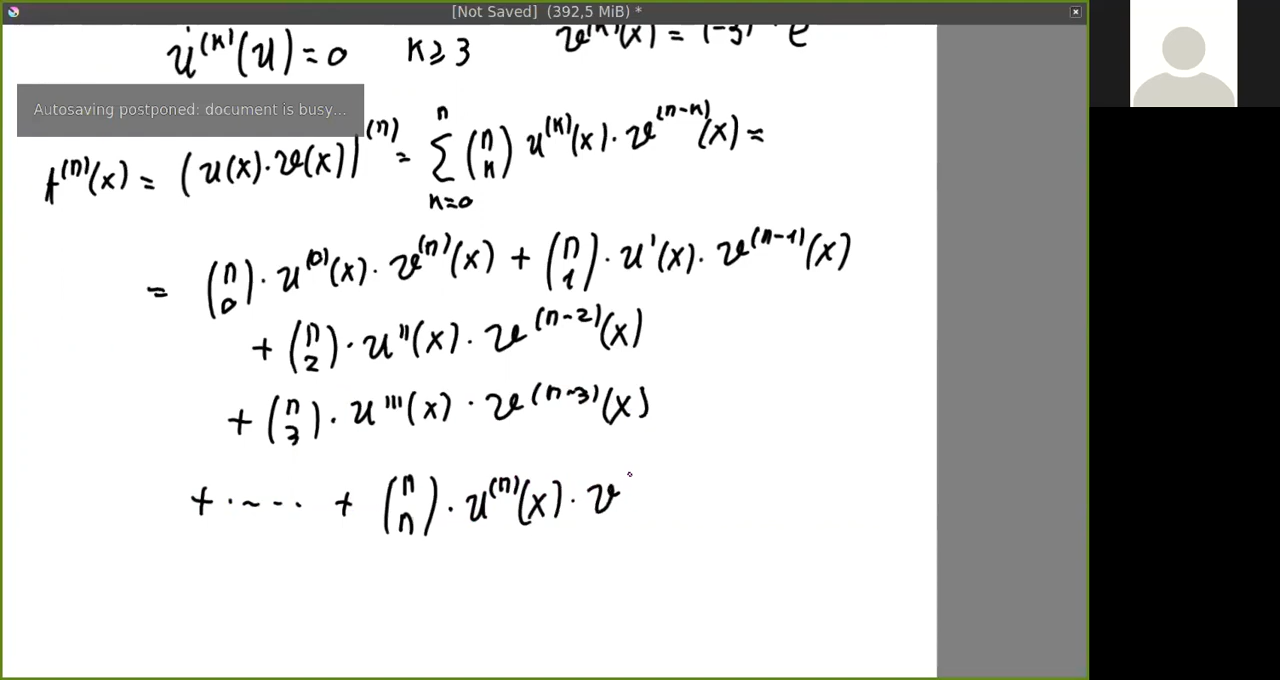 [Not Saved] (392,5 MiB) *
u^(k)(u) = 0 k ≥ 3 v^(k)(x) = (-3) · e
Autosaving postponed: document is busy...
f^(n)(x) = (u(x)·v(x))^(n) = ∑_{k=0}^{n} (n k) u^(k)(x) · v^(n-k)(x) =
= (n 0) · u^(0)(x) · v^(n)(x) + (n 1) · u'(x) · v^(n-1)(x)
+ (n 2) · u''(x) · v^(n-2)(x)
+ (n 3) · u'''(x) · v^(n-3)(x)
+ ..... + (n n) · u^(n)(x) · v